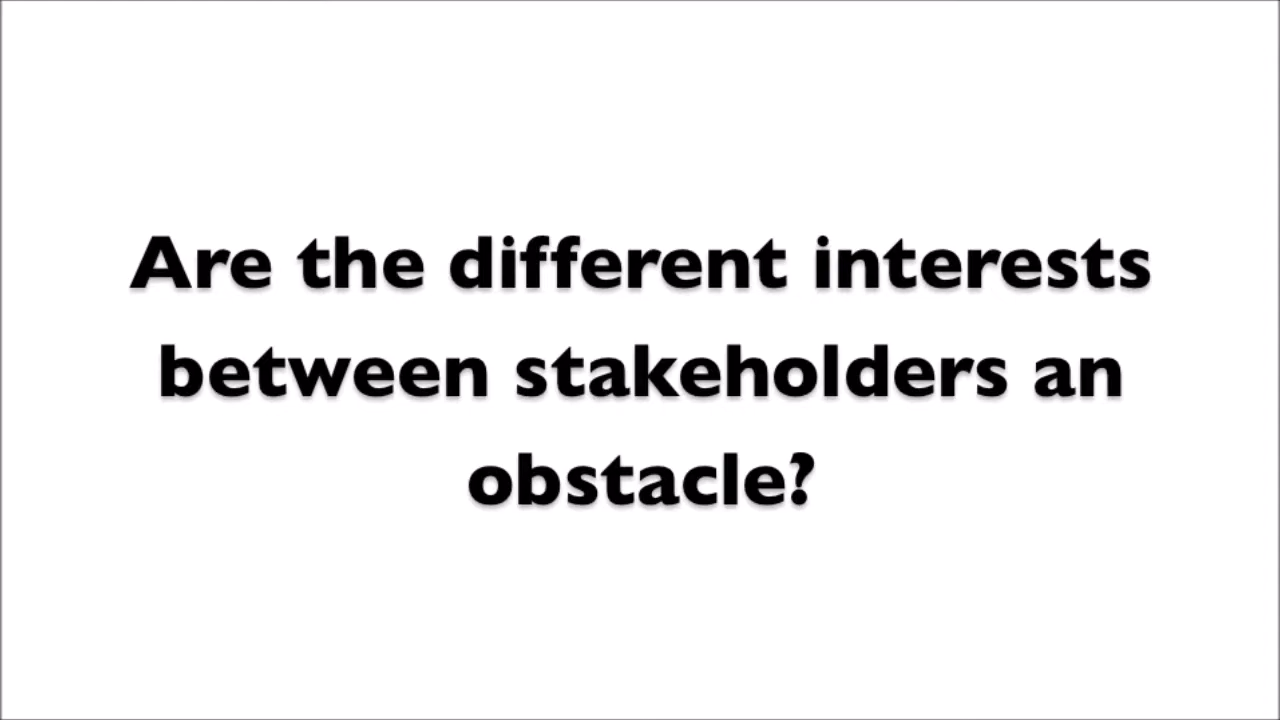 Are the different interests
between stakeholders an
obstacle?